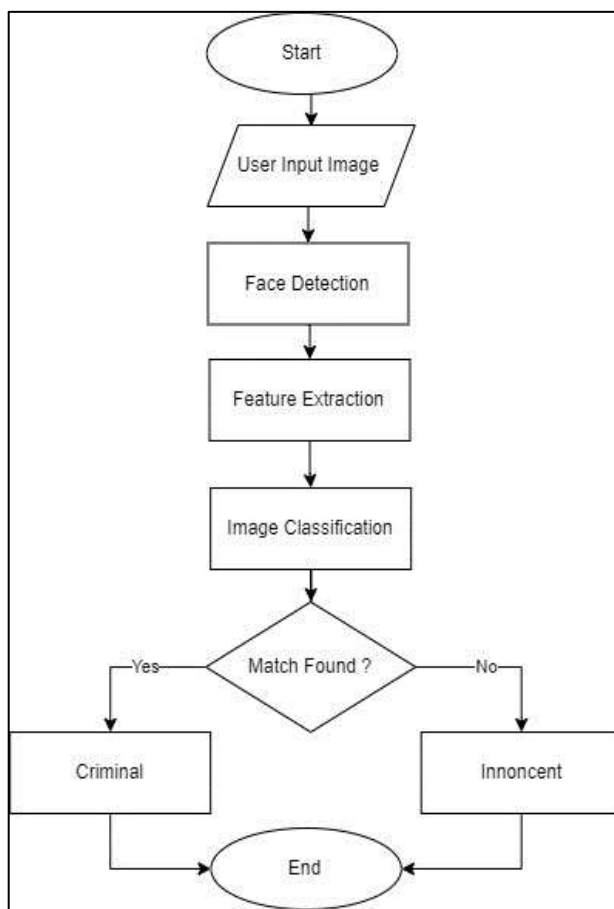 Start
User Input Image
Face Detection
Feature Extraction
Image Classification
Match Found ?
Yes
No
Criminal
Innoncent
End